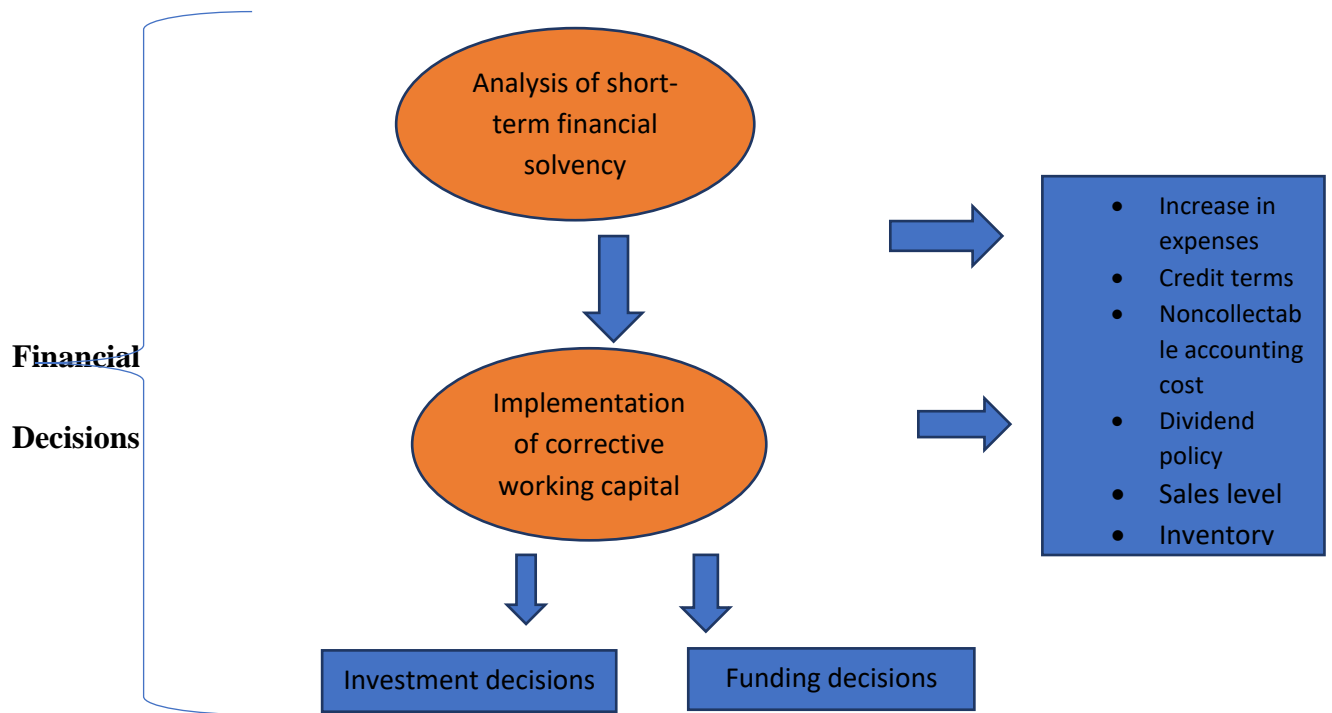 Analysis of short-
term financial
solvency
• Increase in
expenses
• Credit terms
• Noncollectab
le accounting
cost
• Dividend
policy
• Sales level
• Inventory
Financial
Decisions
Implementation
of corrective
working capital
Investment decisions
Funding decisions